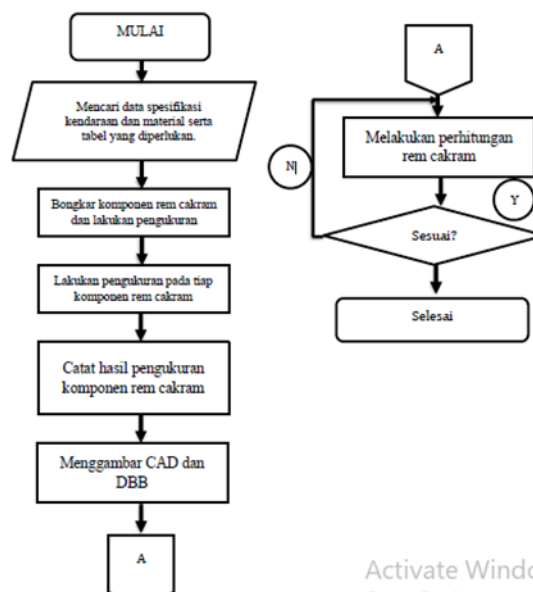 MULAI
Mencari data spesifikasi
kendaraan dan material serta
tabel yang diperlukan.
Bongkar komponen rem cakram
dan lakukan pengukuran
Lakukan pengukuran pada tiap
komponen rem cakram
Catat hasil pengukuran
komponen rem cakram
Menggambar CAD dan
DBB
A
A
Melakukan perhitungan
rem cakram
N
Y
Sesuai?
Selesai
Activate Windo